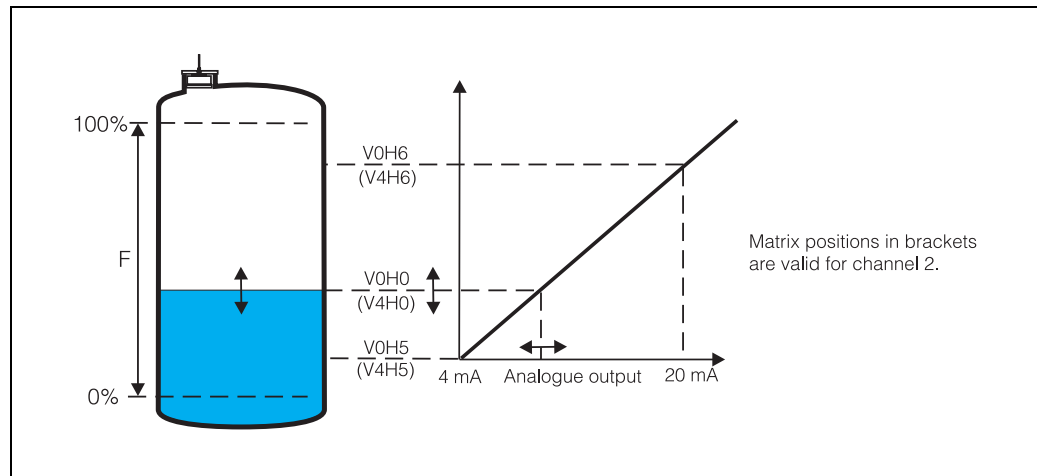 100%
F
0%
V0H6
(V4H6)
V0H0
(V4H0)
V0H5
(V4H5)
4 mA
Analogue output
20 mA
Matrix positions in brackets
are valid for channel 2.